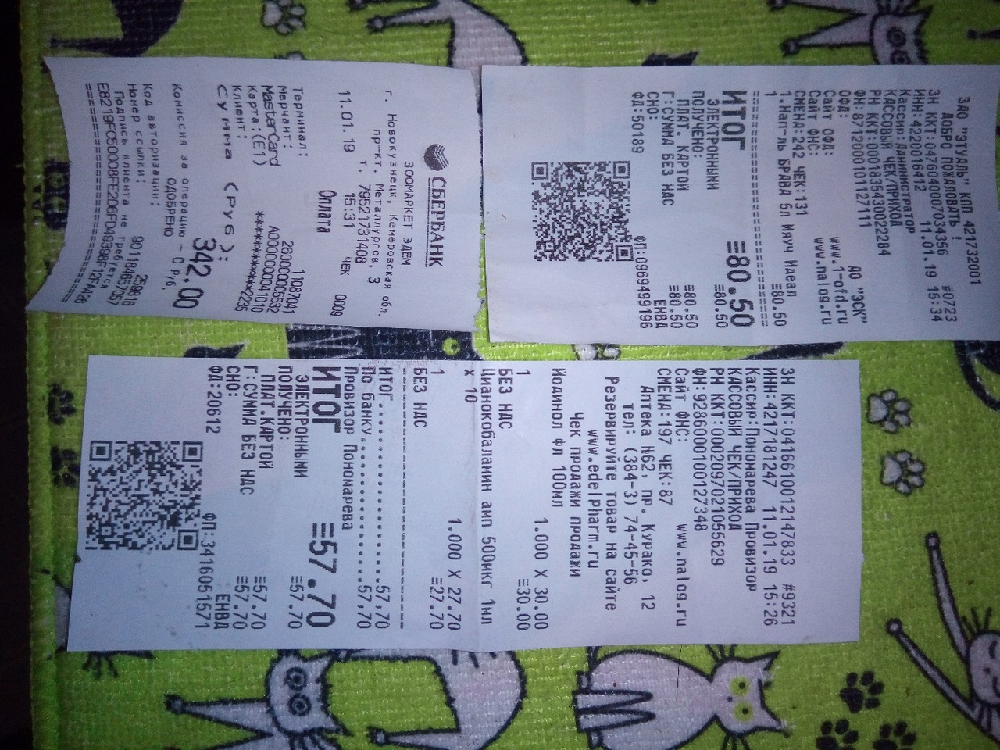 СБЕРБАНК
ЗООМАРКЕТ ЭДЕМ
г. Новокузнецк, Кемеровская обл,
пр-кт. Металлургов, 3
т. 79521731408
11.01.19 15:31 ЧЕК 0009
Оплата
Терминал: 11087041
Мерчант: 260000005532
MasterCard A0000000041010
Карта:(E1) ************2225
Клиент:
Сумма (Руб):
342.00
Комиссия за операцию - 0 Руб.
ОДОБРЕНО
Код авторизации: 258918
Номер ссылки: 901184857657
Подпись клиента не требуется
E8219FC50008FE2D6FD49398F12FAA28
================================
ЗАО "ЭТУАЛЬ" КПП 421732001
ДОБРО ПОЖАЛОВАТЬ !
ЗН ККТ:0476040007034356 #0723
ИНН:4220016412 11.01.19 15:34
Кассир:Администратор
КАССОВЫЙ ЧЕК/ПРИХОД
РН ККТ:0001835430022284
ФН:8712000101127111
ОФД: АО "ЭСК"
Сайт ОФД: www.1-ofd.ru
Сайт ФНС: www.nalog.ru
СМЕНА:242 ЧЕК:131
1.Нап-ль БРАВА 5л Мяуч Идеал
≡80.50
ИТОГ ≡80.50
ЭЛЕКТРОННЫМИ ≡80.50
ПОЛУЧЕНО:
ПЛАТ. КАРТОЙ ≡80.50
Г:СУММА БЕЗ НДС ≡80.50
СНО: ЕНВД
ФД:50189 ФП:0969499196
ЗН ККТ:0416610012147833 #9321
ИНН:4217181247 11.01.19 15:26
Кассир:Пономарева Провизор
КАССОВЫЙ ЧЕК/ПРИХОД
РН ККТ:0002097021055629
ФН:9286000100127348
Сайт ФНС: www.nalog.ru
СМЕНА:197 ЧЕК:87
Аптека №62, пр. Курако, 12
тел: (384-3) 74-45-56
Резервируйте товар на сайте
www.edelpharm.ru
Чек продажи продажи
Йодинол фл 100мл
1.000 X 30.00
1 ≡30.00
БЕЗ НДС
Цианокобаламин амп 500мкг 1мл
x 10
1.000 X 27.70
1 ≡27.70
БЕЗ НДС
--------------------------------
ИТОГ........................57,70
По банку....................57,70
Провизор Пономарева
ИТОГ ≡57.70
ЭЛЕКТРОННЫМИ ≡57.70
ПОЛУЧЕНО:
ПЛАТ.КАРТОЙ ≡57.70
Г:СУММА БЕЗ НДС ≡57.70
СНО: ЕНВД
ФД:20612 ФП:3416051571